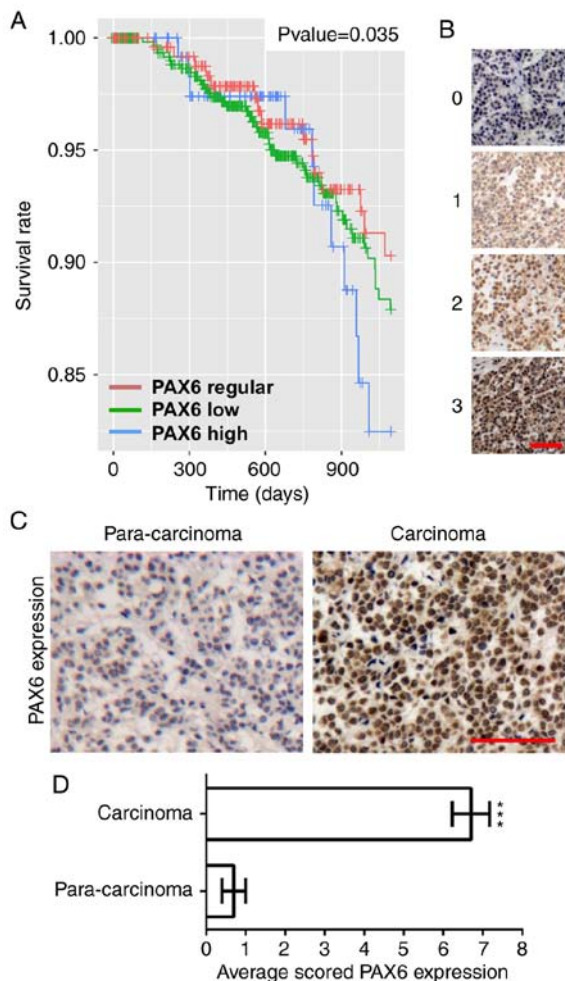 A
Pvalue=0.035
1.00
0.95
0.90
0.85
Survival rate
PAX6 regular
PAX6 low
PAX6 high
0
300
600
900
Time (days)
B
0
1
2
3
C
Para-carcinoma
Carcinoma
PAX6 expression
D
Carcinoma
***
Para-carcinoma
0 1 2 3 4 5 6 7 8
Average scored PAX6 expression